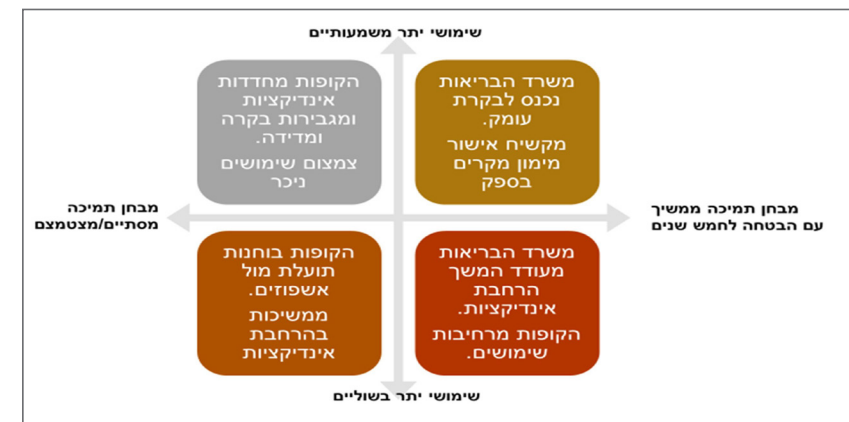 שימושי יתר משמעותיים
משרד הבריאות
נכנס לבקרת
עומק.
מקשיח אישור
מימון מקרים
בספק
הקופות מחדדות
אינדיקציות
ומגבירות בקרה
ומדידה.
צמצום שימושים
ניכר
מבחן תמיכה ממשיך
עם הבטחה לחמש שנים
מבחן תמיכה
מסתיים/מצטמצם
משרד הבריאות
מעודד המשך
הרחבת
אינדיקציות.
הקופות מרחיבות
שימושים.
הקופות בוחנות
תועלת מול
אשפוזים.
ממשיכות
בהרחבת
אינדיקציות
שימושי יתר בשוליים